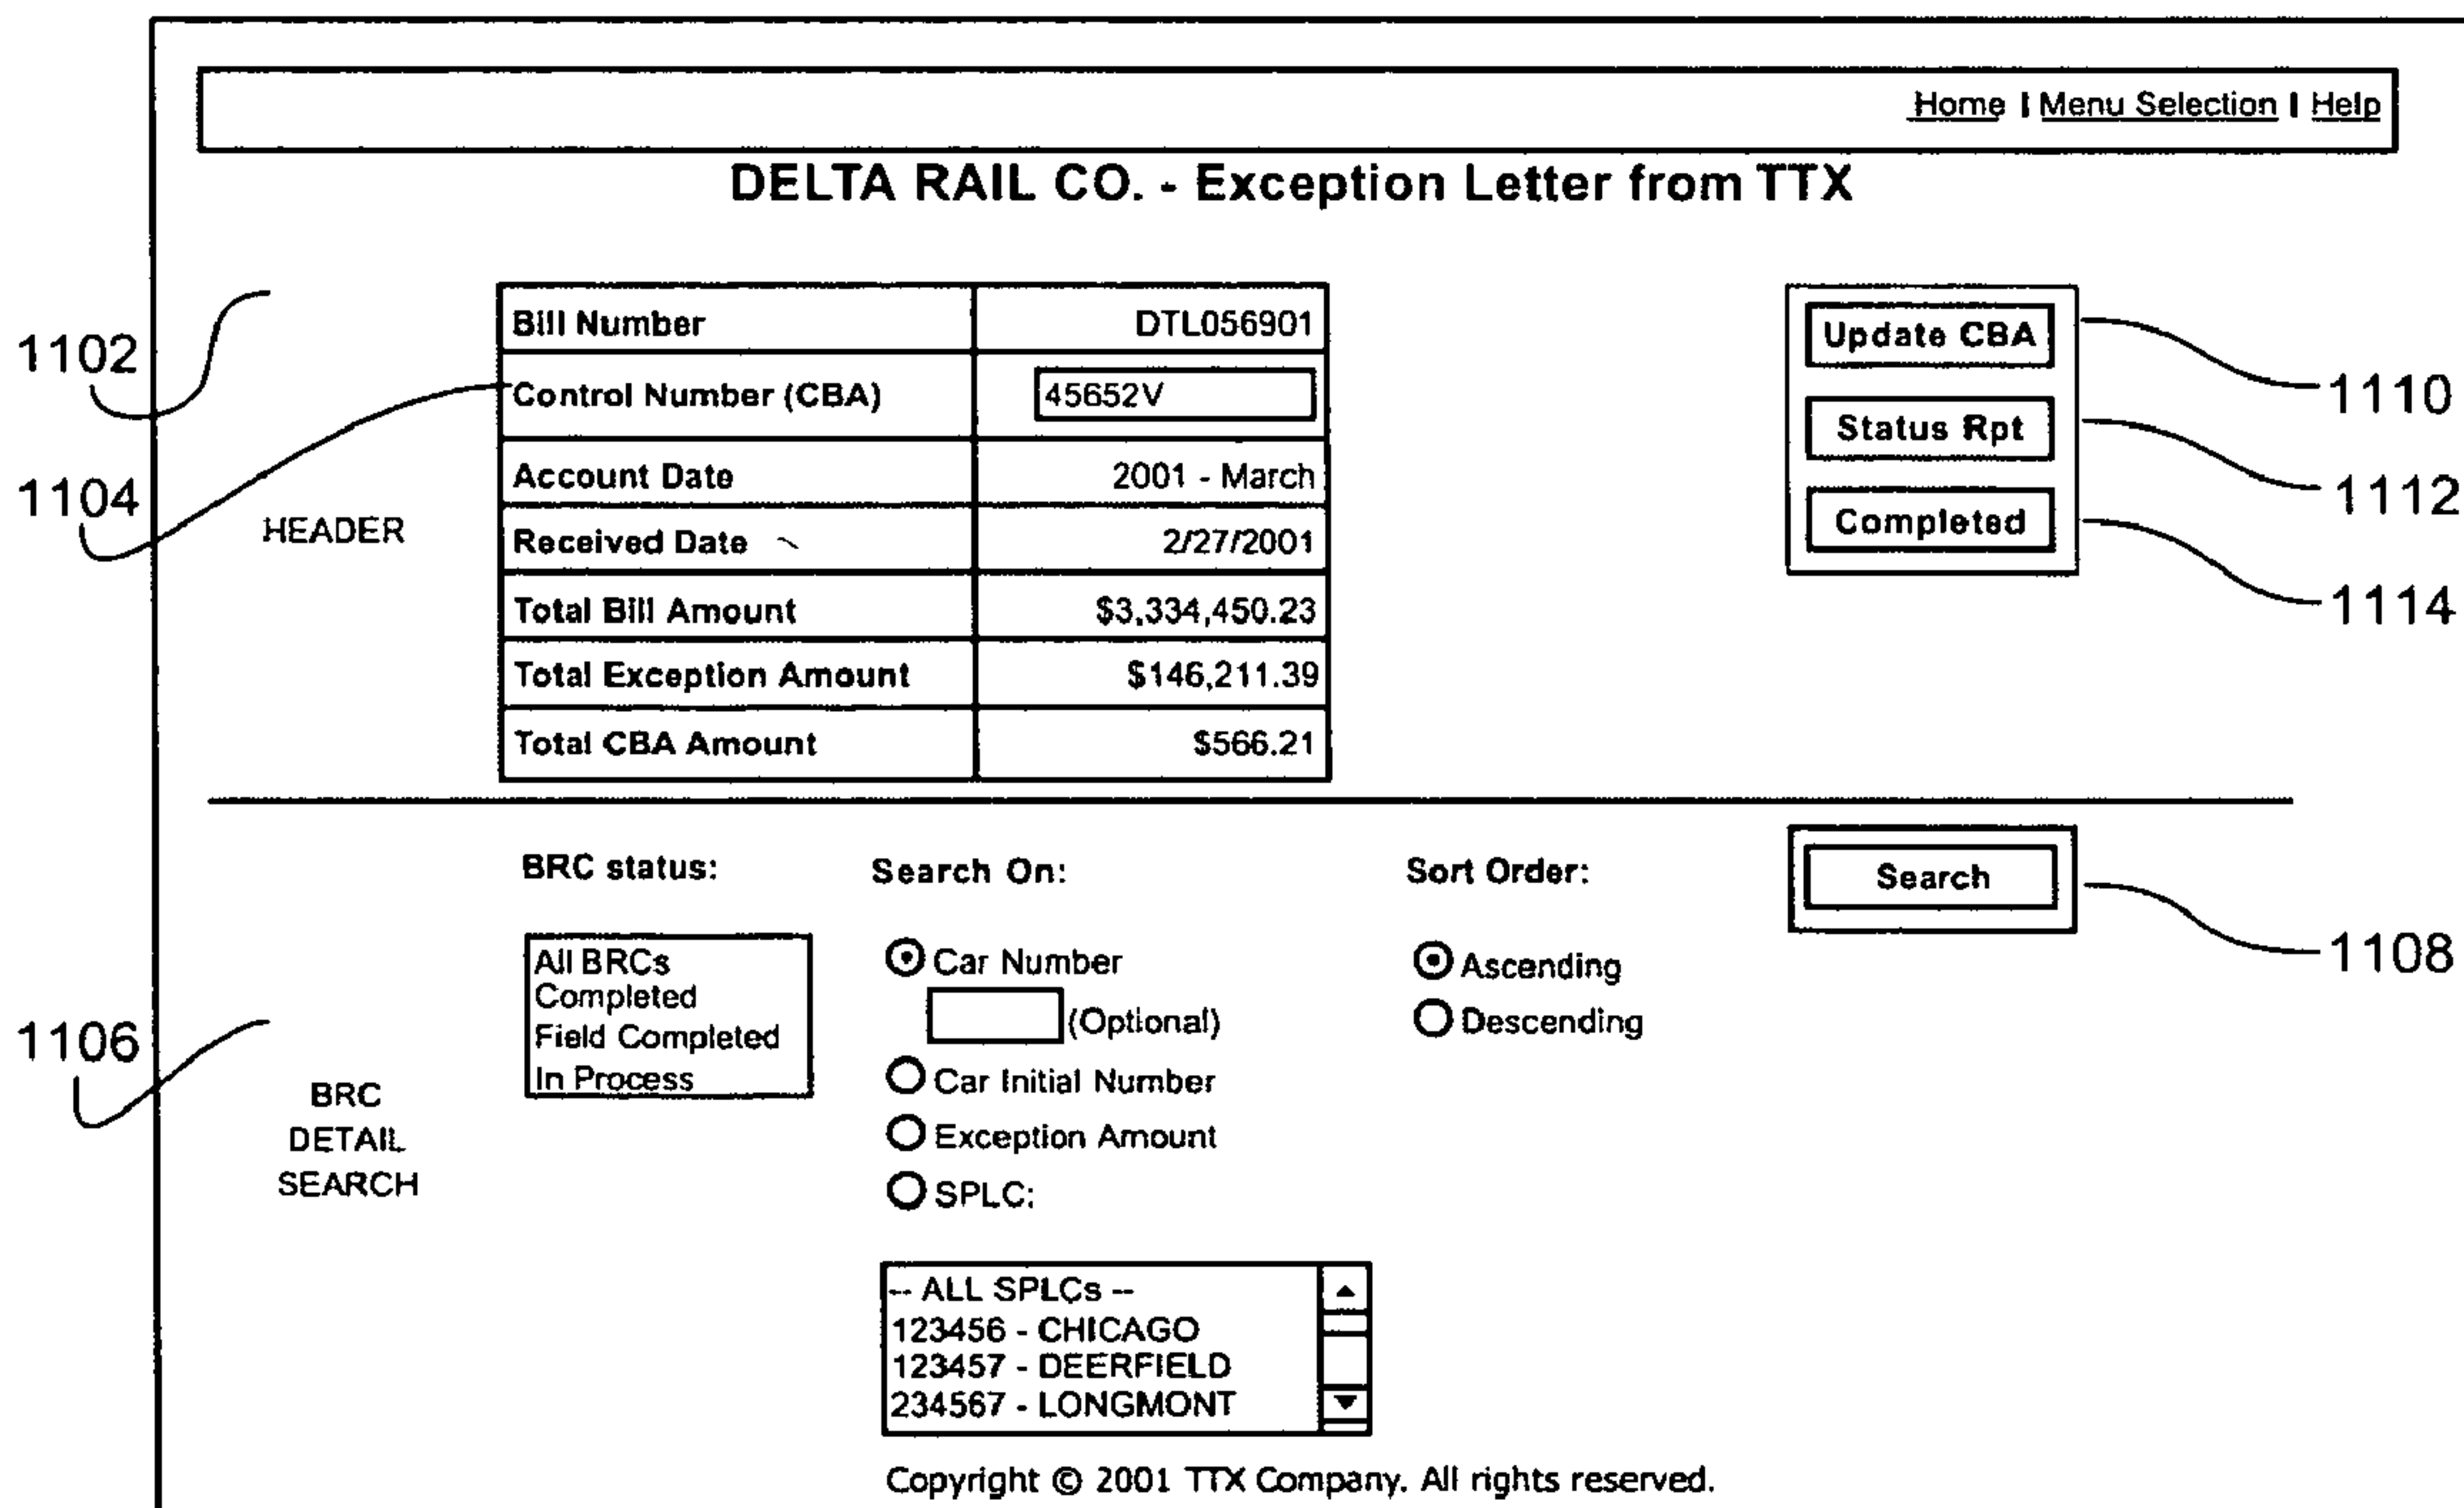 Home | Menu Selection | Help
DELTA RAIL CO. - Exception Letter from TTX
1102
1104
HEADER
Bill Number DTL056901
Control Number (CBA) 45652V
Account Date 2001 - March
Received Date 2/27/2001
Total Bill Amount $3,334,450.23
Total Exception Amount $146,211.39
Total CBA Amount $566.21
Update CBA
1110
Status Rpt
1112
Completed
1114
1106
BRC
DETAIL
SEARCH
BRC status:
All BRCs
Completed
Field Completed
In Process
Search On:
Car Number
(Optional)
Car Initial Number
Exception Amount
SPLC:
-- ALL SPLCs --
123456 - CHICAGO
123457 - DEERFIELD
234567 - LONGMONT
Sort Order:
Ascending
Descending
Search
1108
Copyright © 2001 TTX Company. All rights reserved.